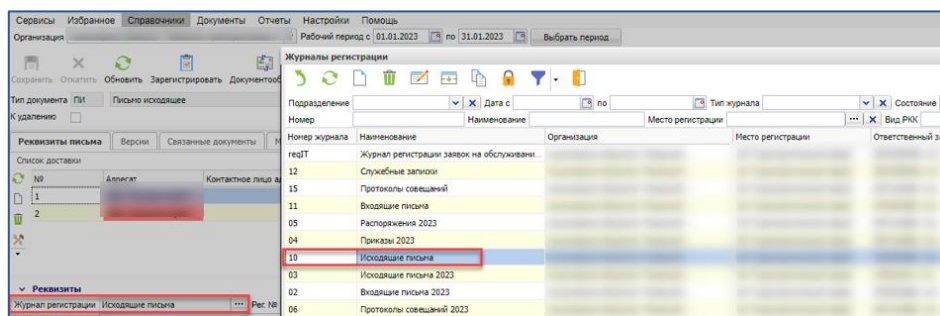 Сервисы Избранное Справочники Документы Отчеты Настройки Помощь
Организация Рабочий период с 01.01.2023 по 31.01.2023 Выбрать период
Сохранить Откатить Обновить Зарегистрировать Документооб
Тип документа ПИ Письмо исходящее
К удалению
Реквизиты письма Версии Связанные документы
Список доставки
№ Адресат Контактное лицо
1
2
Реквизиты
Журнал регистрации Исходящие письма ... Рег. №
Журналы регистрации
Подразделение Дата с по Тип журнала Состояние
Номер Наименование Место регистрации ... Вид РКК
Номер журнала Наименование Организация Место регистрации Ответственный
reqIT Журнал регистрации заявок на обслуживани...
12 Служебные записки
15 Протоколы совещаний
11 Входящие письма
05 Распоряжения 2023
04 Приказы 2023
10 Исходящие письма
03 Исходящие письма 2023
02 Входящие письма 2023
06 Протоколы совещаний 2023